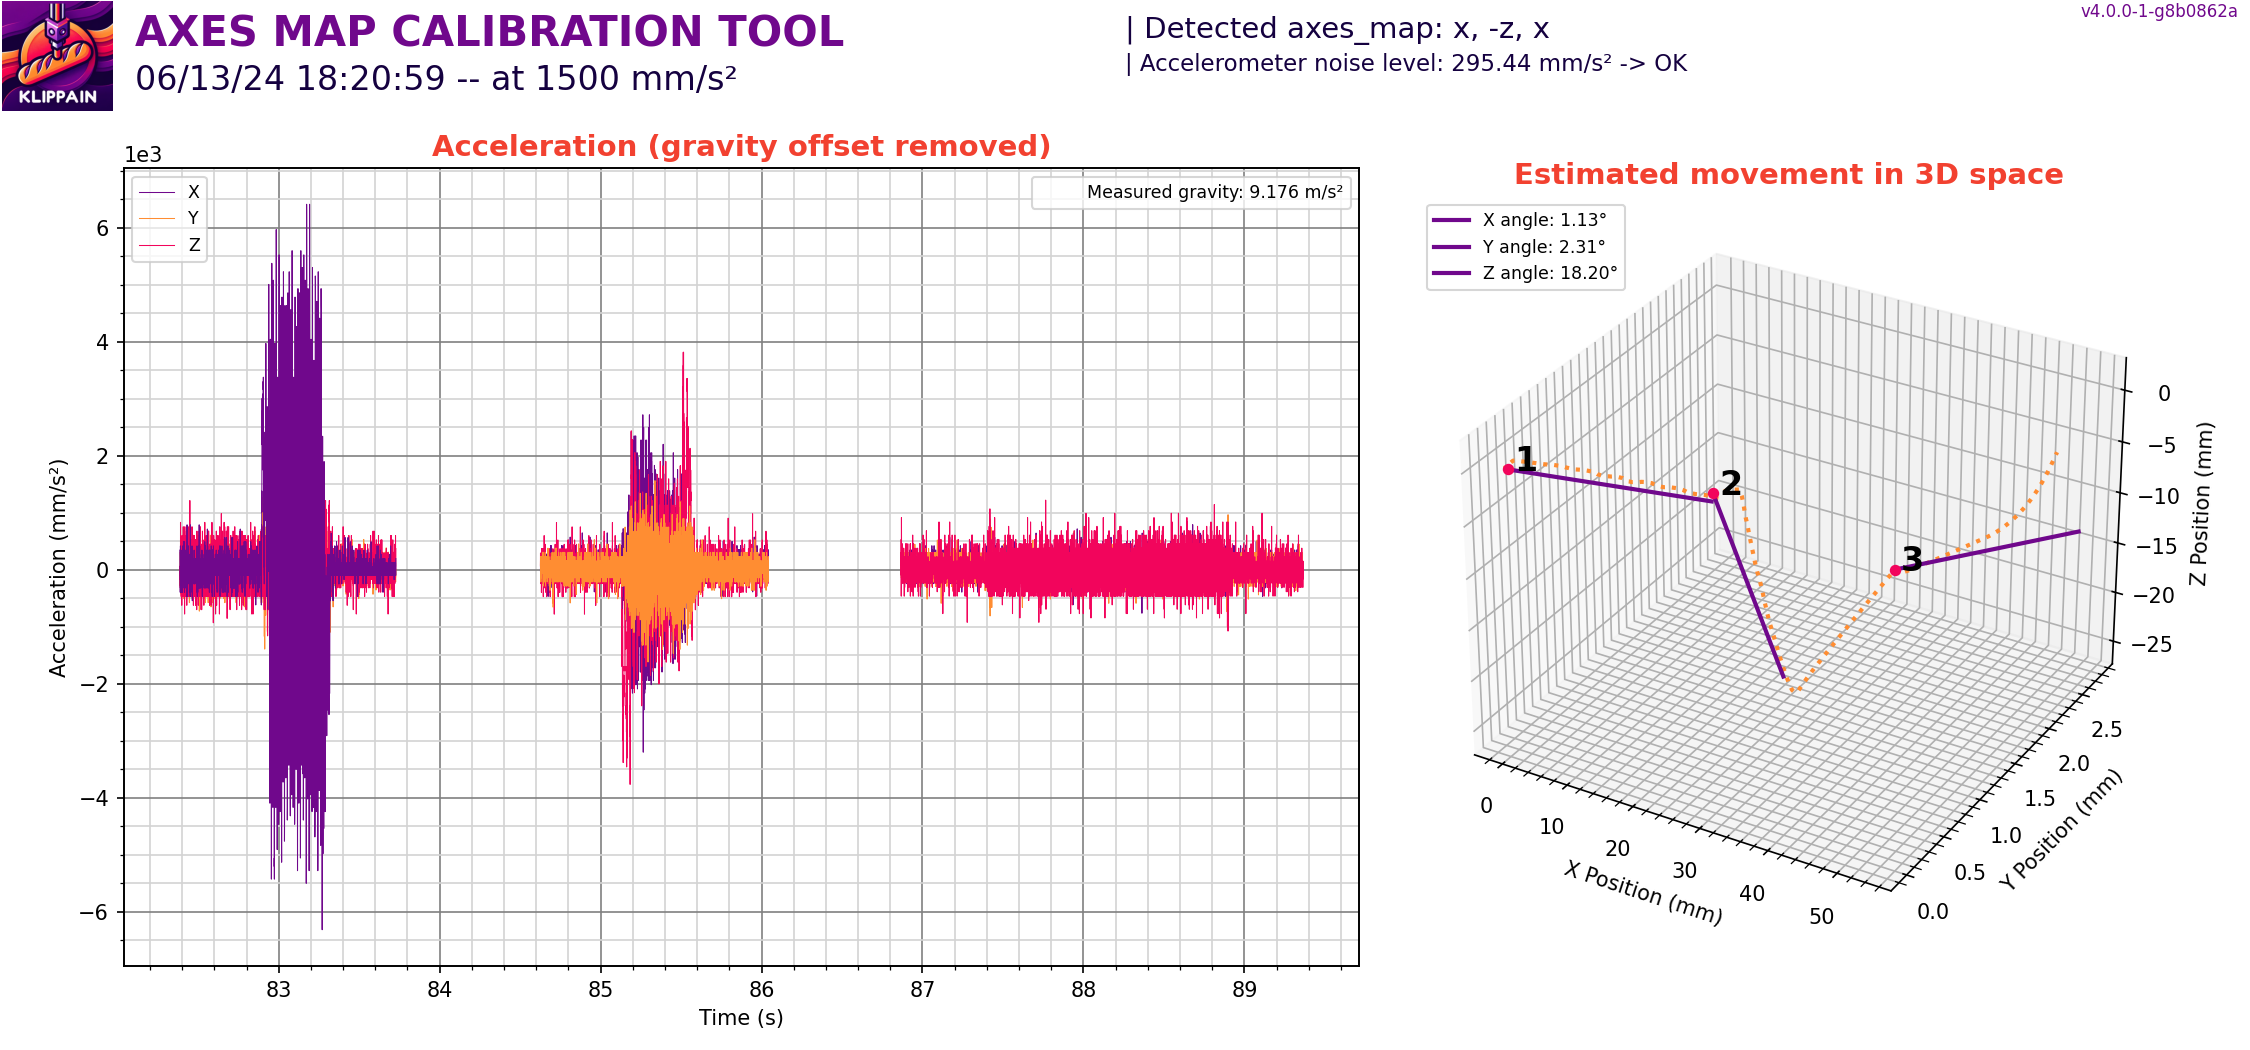 KLIPPAIN
AXES MAP CALIBRATION TOOL
06/13/24 18:20:59 -- at 1500 mm/s²
| Detected axes_map: x, -z, x
| Accelerometer noise level: 295.44 mm/s² -> OK
v4.0.0-1-g8b0862a
Acceleration (gravity offset removed)
1e3
X
Y
Z
Measured gravity: 9.176 m/s²
6
4
2
0
−2
−4
−6
Acceleration (mm/s²)
83
84
85
86
87
88
89
Time (s)
Estimated movement in 3D space
X angle: 1.13°
Y angle: 2.31°
Z angle: 18.20°
1
2
3
0
−5
−10
−15
−20
−25
Z Position (mm)
0
10
20
30
40
50
X Position (mm)
0.0
0.5
1.0
1.5
2.0
2.5
Y Position (mm)